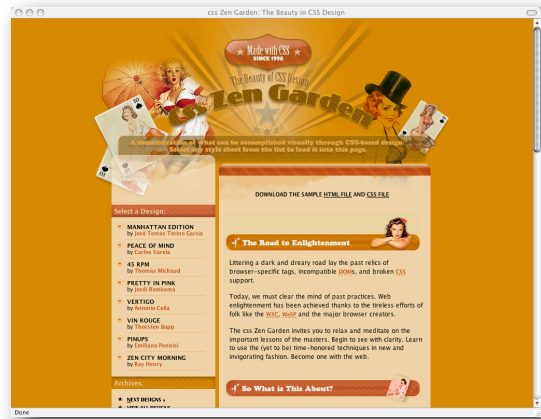 css Zen Garden: The Beauty in CSS Design
Made with CSS
SINCE 1998
The Beauty of CSS Design
css Zen Garden
A demonstration of what can be accomplished visually through CSS-based design.
Select any style sheet from the list to load it into this page.
DOWNLOAD THE SAMPLE HTML FILE AND CSS FILE
Select a Design:
MANHATTAN EDITION
by José Tomás Tocino García
PEACE OF MIND
by Carlos Varela
45 RPM
by Thomas Michaud
PRETTY IN PINK
by Jordi Romkema
VERTIGO
by Antonio Cella
VIN ROUGE
by Thorsten Bopp
PINUPS
by Emiliano Pennisi
ZEN CITY MORNING
by Ray Henry
Archives:
NEXT DESIGNS »
VIEW ALL DESIGNS
The Road to Enlightenment
Littering a dark and dreary road lay the past relics of
browser-specific tags, incompatible DOMs, and broken CSS
support.
Today, we must clear the mind of past practices. Web
enlightenment has been achieved thanks to the tireless efforts of
folk like the W3C, WaSP and the major browser creators.
The css Zen Garden invites you to relax and meditate on the
important lessons of the masters. Begin to see with clarity. Learn
to use the (yet to be) time-honored techniques in new and
invigorating fashion. Become one with the web.
So What is This About?
Done